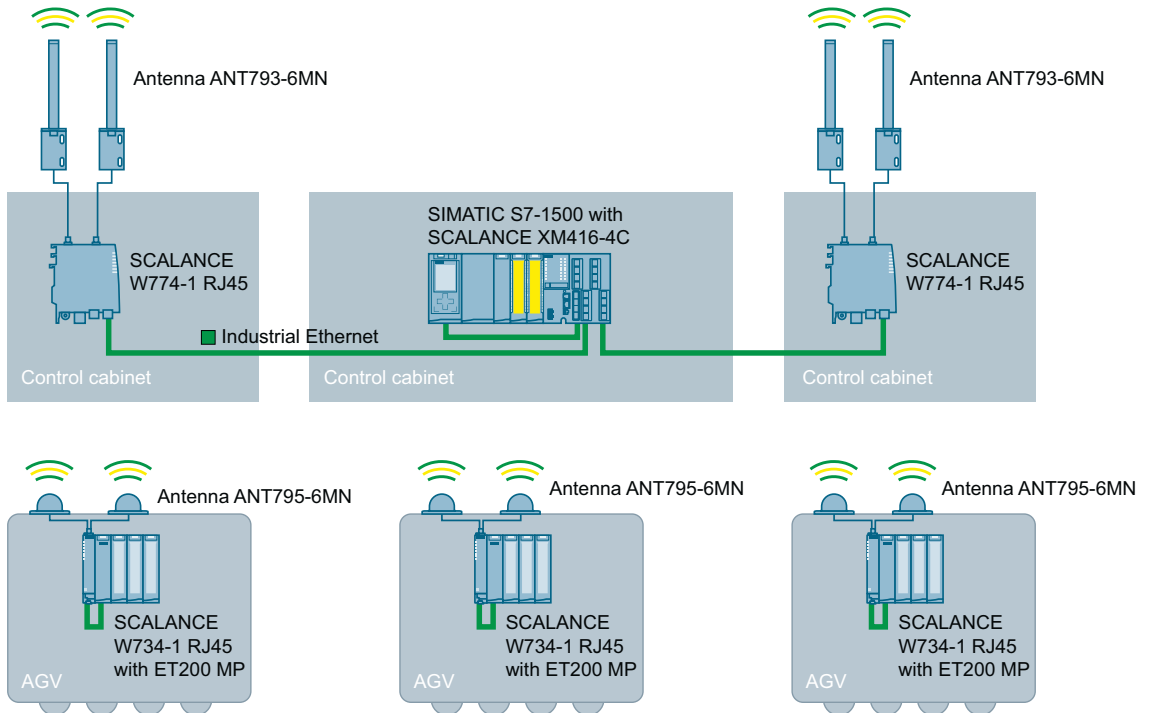 Antenna ANT793-6MN
Antenna ANT793-6MN
SCALANCE
W774-1 RJ45
SIMATIC S7-1500 with
SCALANCE XM416-4C
SCALANCE
W774-1 RJ45
Industrial Ethernet
Control cabinet
Control cabinet
Control cabinet
Antenna ANT795-6MN
Antenna ANT795-6MN
Antenna ANT795-6MN
SCALANCE
W734-1 RJ45
with ET200 MP
AGV
SCALANCE
W734-1 RJ45
with ET200 MP
AGV
SCALANCE
W734-1 RJ45
with ET200 MP
AGV